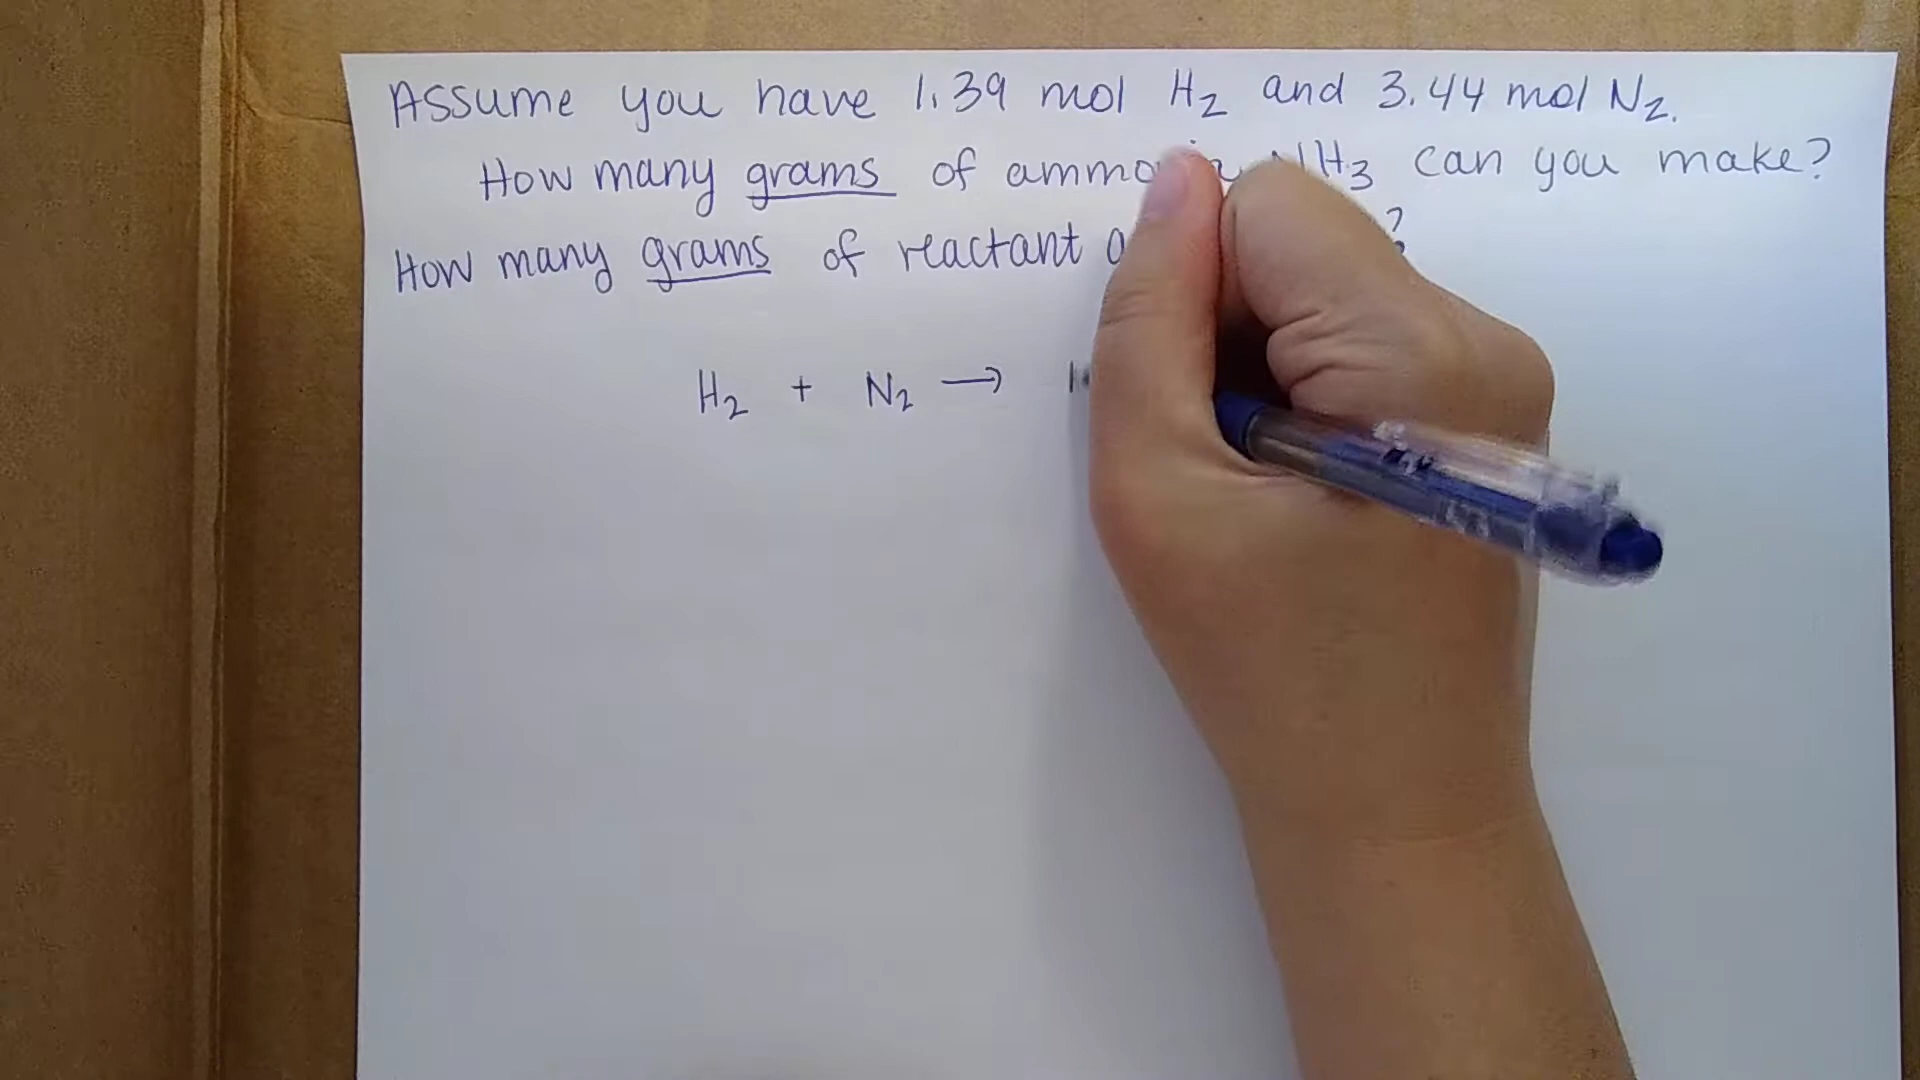 Assume you have 1.39 mol H₂ and 3.44 mol N₂.
How many grams of NH₃ can you make?
How many grams of reactant ?
H₂ + N₂ →